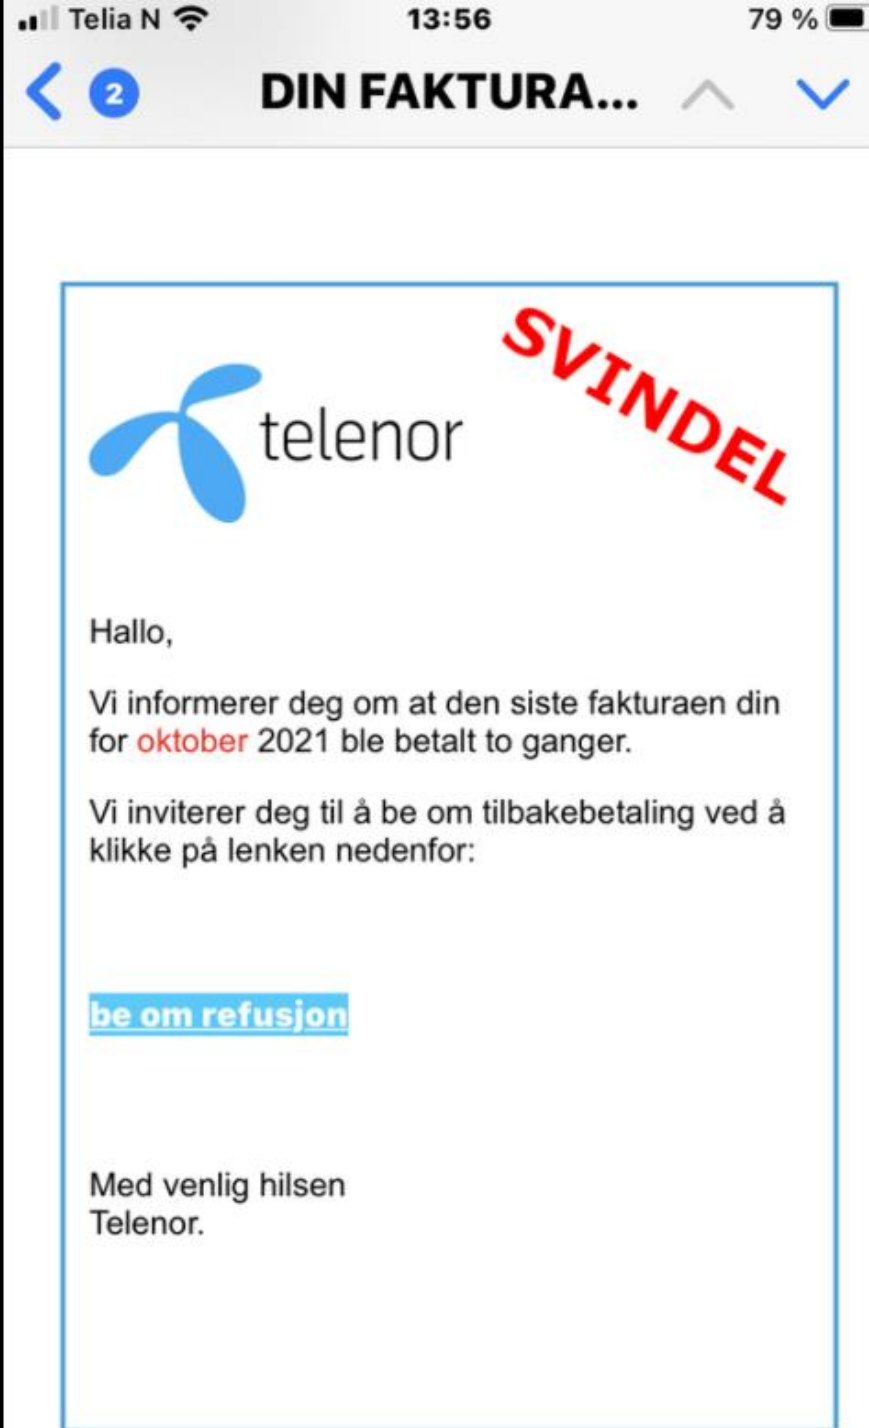 Telia N 13:56 79 %
2 DIN FAKTURA...
SVINDEL
telenor
Hallo,
Vi informerer deg om at den siste fakturaen din
for oktober 2021 ble betalt to ganger.
Vi inviterer deg til å be om tilbakebetaling ved å
klikke på lenken nedenfor:
be om refusjon
Med venlig hilsen
Telenor.